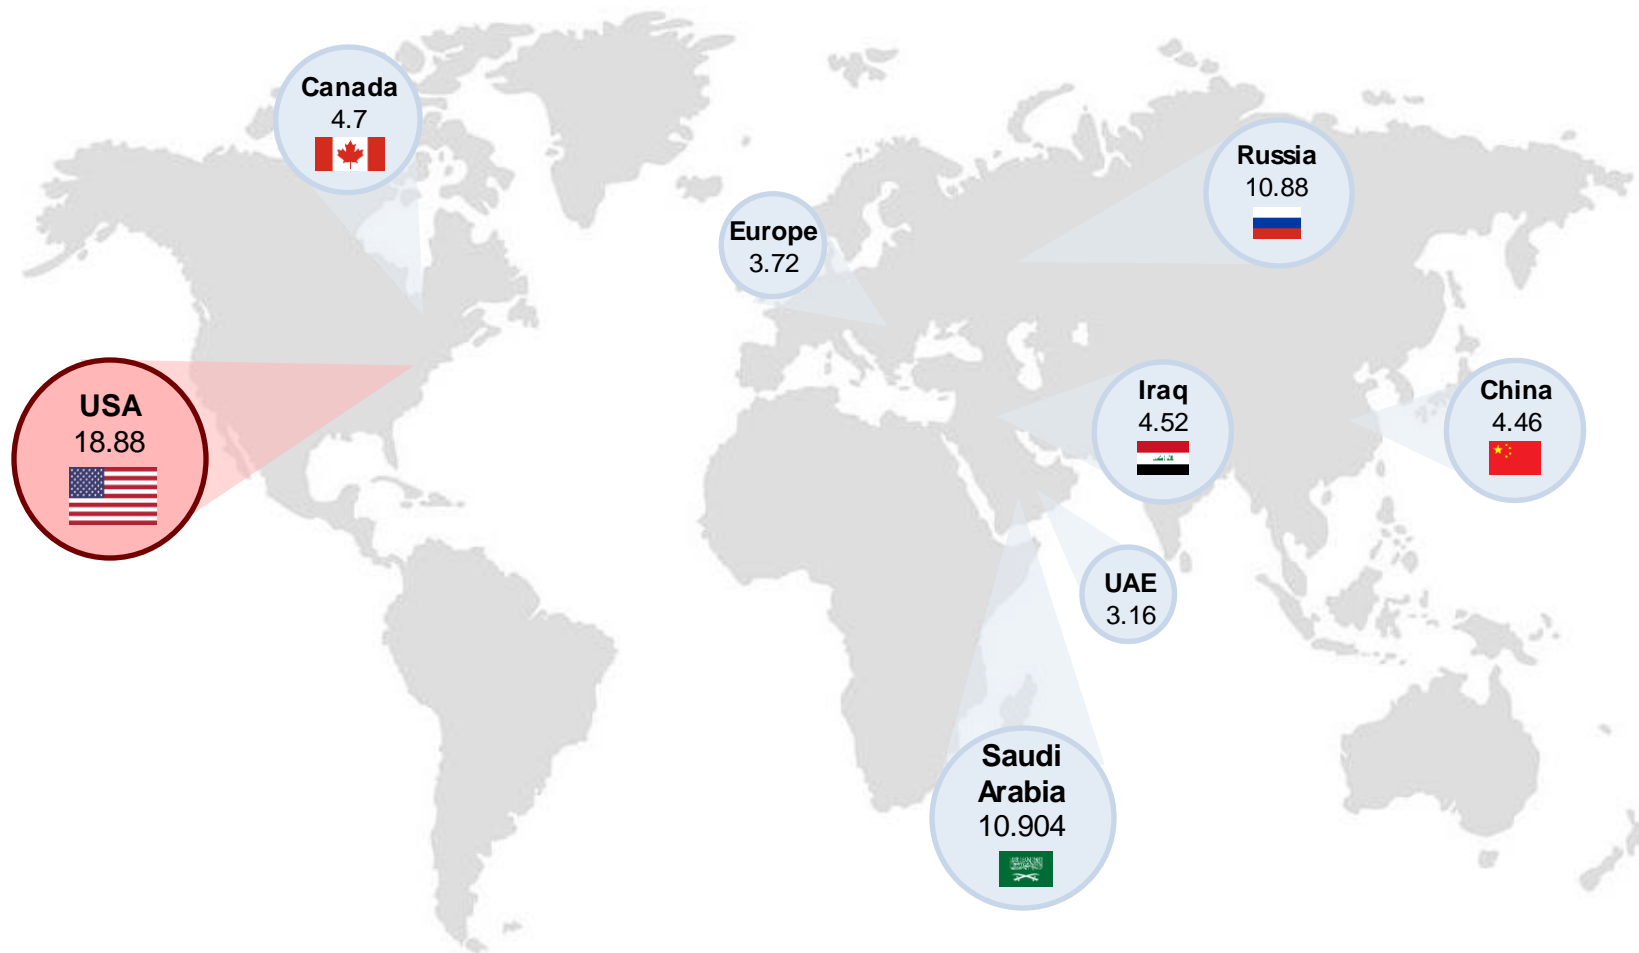 Canada
4.7
Russia
10.88
Europe
3.72
USA
18.88
Iraq
4.52
China
4.46
UAE
3.16
Saudi
Arabia
10.904